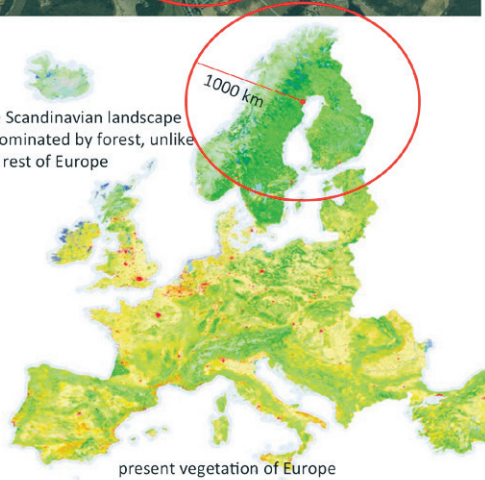 1000 km
Scandinavian landscape
ominated by forest, unlike
rest of Europe
present vegetation of Europe